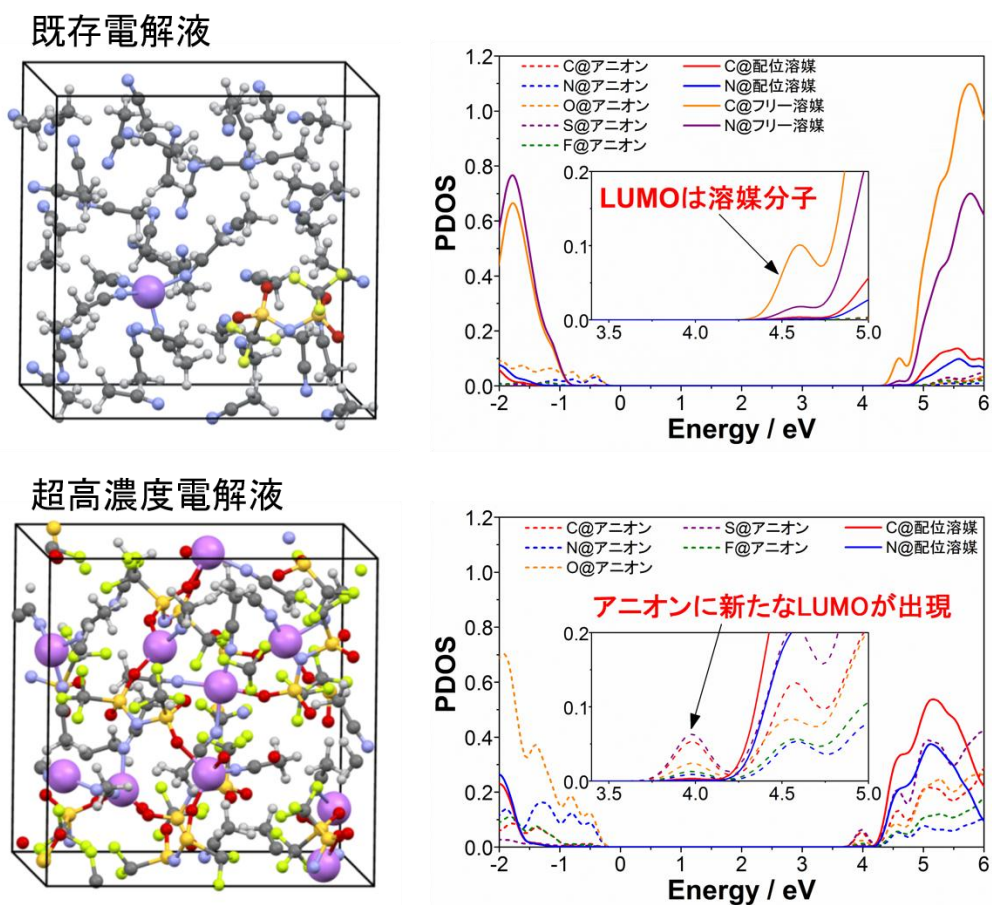 既存電解液
1.2
1.0
0.8
0.6
0.4
0.2
0.0
PDOS
C@アニオン
N@アニオン
O@アニオン
S@アニオン
F@アニオン
C@配位溶媒
N@配位溶媒
C@フリー溶媒
N@フリー溶媒
LUMOは溶媒分子
0.2
0.1
0.0
3.5 4.0 4.5 5.0
-2 -1 0 1 2 3 4 5 6
Energy / eV
超高濃度電解液
1.2
1.0
0.8
0.6
0.4
0.2
0.0
PDOS
C@アニオン
N@アニオン
O@アニオン
S@アニオン
F@アニオン
C@配位溶媒
N@配位溶媒
アニオンに新たなLUMOが出現
0.2
0.1
0.0
3.5 4.0 4.5 5.0
-2 -1 0 1 2 3 4 5 6
Energy / eV